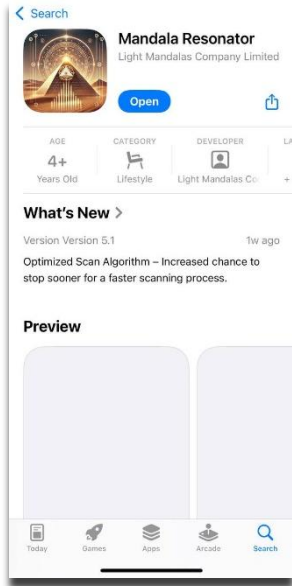 Search
Mandala Resonator
Light Mandalas Company Limited
Open
AGE
CATEGORY
DEVELOPER
LA
4+
+
Years Old
Lifestyle
Light Mandalas Co
What's New
Version Version 5.1
1w ago
Optimized Scan Algorithm – Increased chance to
stop sooner for a faster scanning process.
Preview
Today
Games
Apps
Arcade
Search